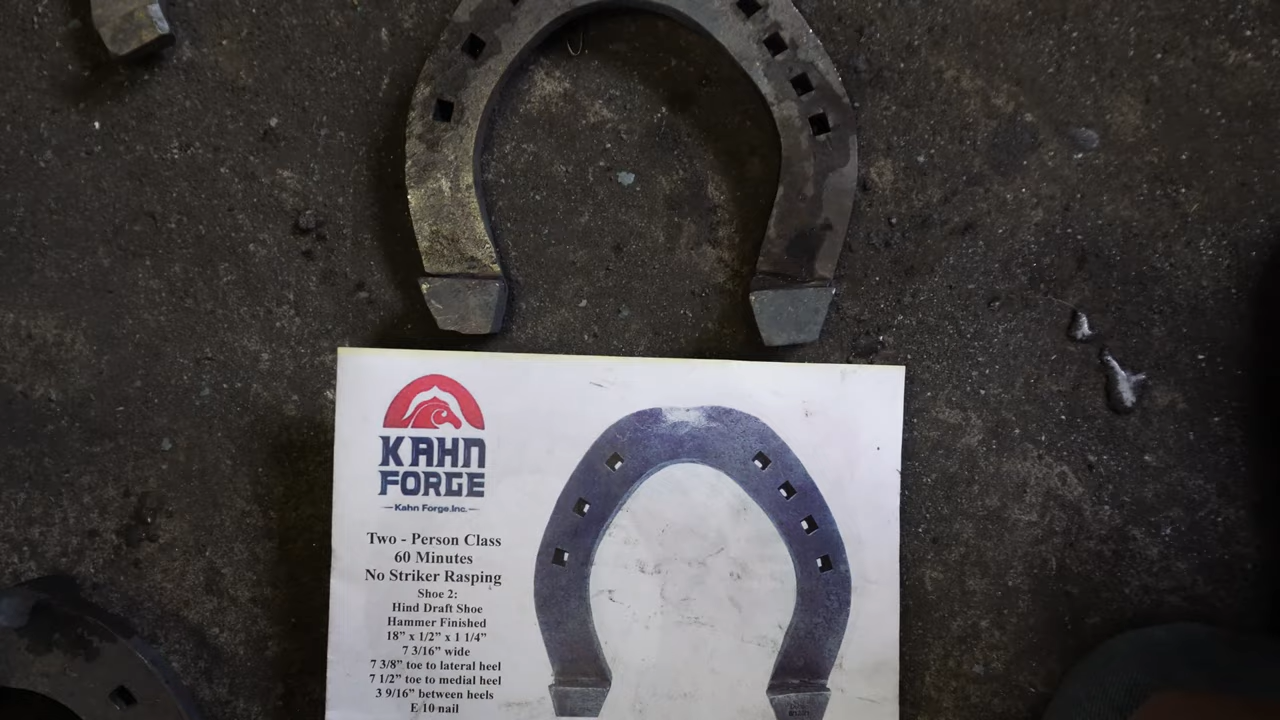 KAHN
FORGE
Kahn Forge.Inc.
Two - Person Class
60 Minutes
No Striker Rasping
Shoe 2:
Hind Draft Shoe
Hammer Finished
18” x 1/2” x 1 1/4”
7 3/16” wide
7 3/8” toe to lateral heel
7 1/2” toe to medial heel
3 9/16” between heels
E 10 nail